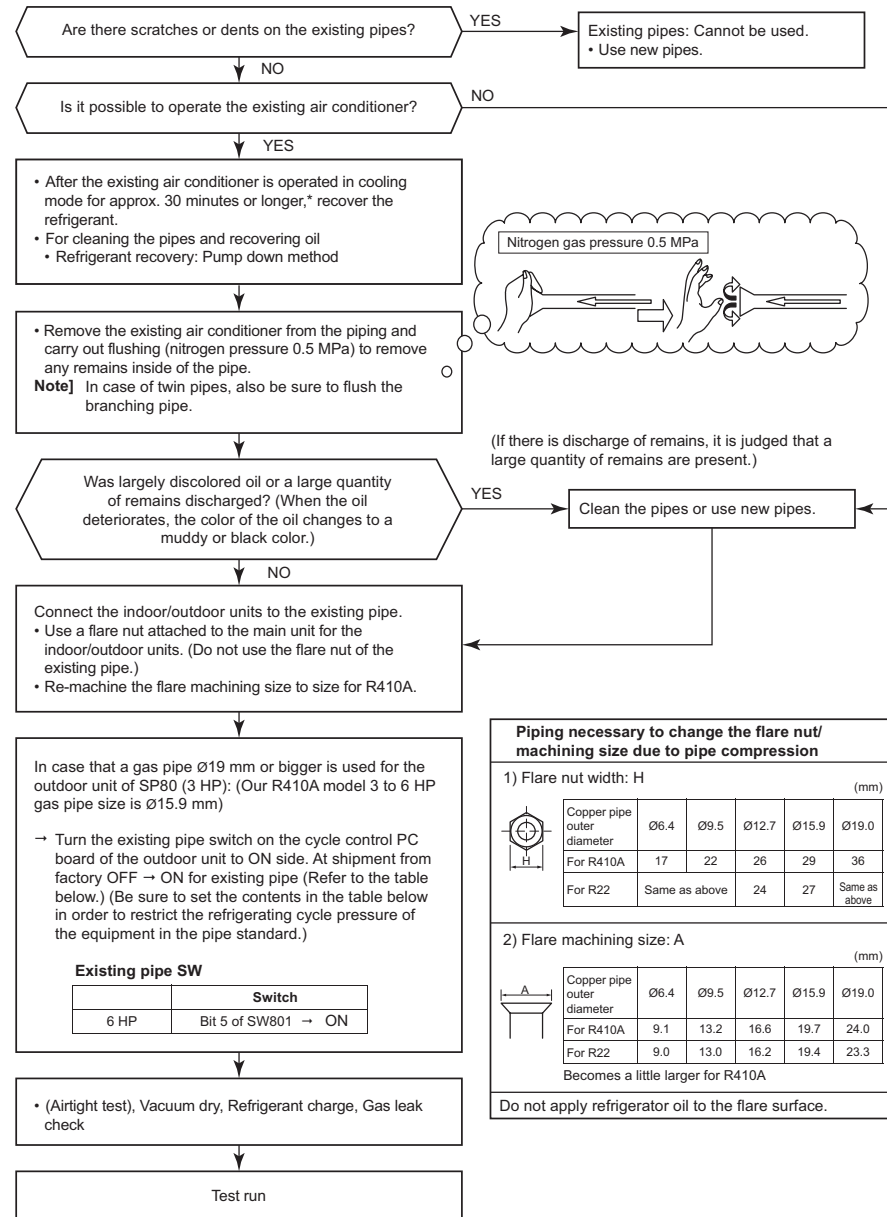 Are there scratches or dents on the existing pipes?
YES
Existing pipes: Cannot be used.
• Use new pipes.
NO
Is it possible to operate the existing air conditioner?
NO
YES
• After the existing air conditioner is operated in cooling
mode for approx. 30 minutes or longer,* recover the
refrigerant.
• For cleaning the pipes and recovering oil
• Refrigerant recovery: Pump down method
Nitrogen gas pressure 0.5 MPa
• Remove the existing air conditioner from the piping and
carry out flushing (nitrogen pressure 0.5 MPa) to remove
any remains inside of the pipe.
Note] In case of twin pipes, also be sure to flush the
branching pipe.
(If there is discharge of remains, it is judged that a
large quantity of remains are present.)
Was largely discolored oil or a large quantity
of remains discharged? (When the oil
deteriorates, the color of the oil changes to a
muddy or black color.)
YES
Clean the pipes or use new pipes.
NO
Connect the indoor/outdoor units to the existing pipe.
• Use a flare nut attached to the main unit for the
indoor/outdoor units. (Do not use the flare nut of the
existing pipe.)
• Re-machine the flare machining size to size for R410A.
In case that a gas pipe Ø19 mm or bigger is used for the
outdoor unit of SP80 (3 HP): (Our R410A model 3 to 6 HP
gas pipe size is Ø15.9 mm)
→ Turn the existing pipe switch on the cycle control PC
board of the outdoor unit to ON side. At shipment from
factory OFF → ON for existing pipe (Refer to the table
below.) (Be sure to set the contents in the table below
in order to restrict the refrigerating cycle pressure of
the equipment in the pipe standard.)
Existing pipe SW
Switch
6 HP Bit 5 of SW801 → ON
• (Airtight test), Vacuum dry, Refrigerant charge, Gas leak
check
Test run
Piping necessary to change the flare nut/
machining size due to pipe compression
1) Flare nut width: H
(mm)
H
Copper pipe
outer
diameter
Ø6.4 Ø9.5 Ø12.7 Ø15.9 Ø19.0
For R410A 17 22 26 29 36
For R22 Same as above 24 27 Same as
above
2) Flare machining size: A
(mm)
A
Copper pipe
outer
diameter
Ø6.4 Ø9.5 Ø12.7 Ø15.9 Ø19.0
For R410A 9.1 13.2 16.6 19.7 24.0
For R22 9.0 13.0 16.2 19.4 23.3
Becomes a little larger for R410A
Do not apply refrigerator oil to the flare surface.